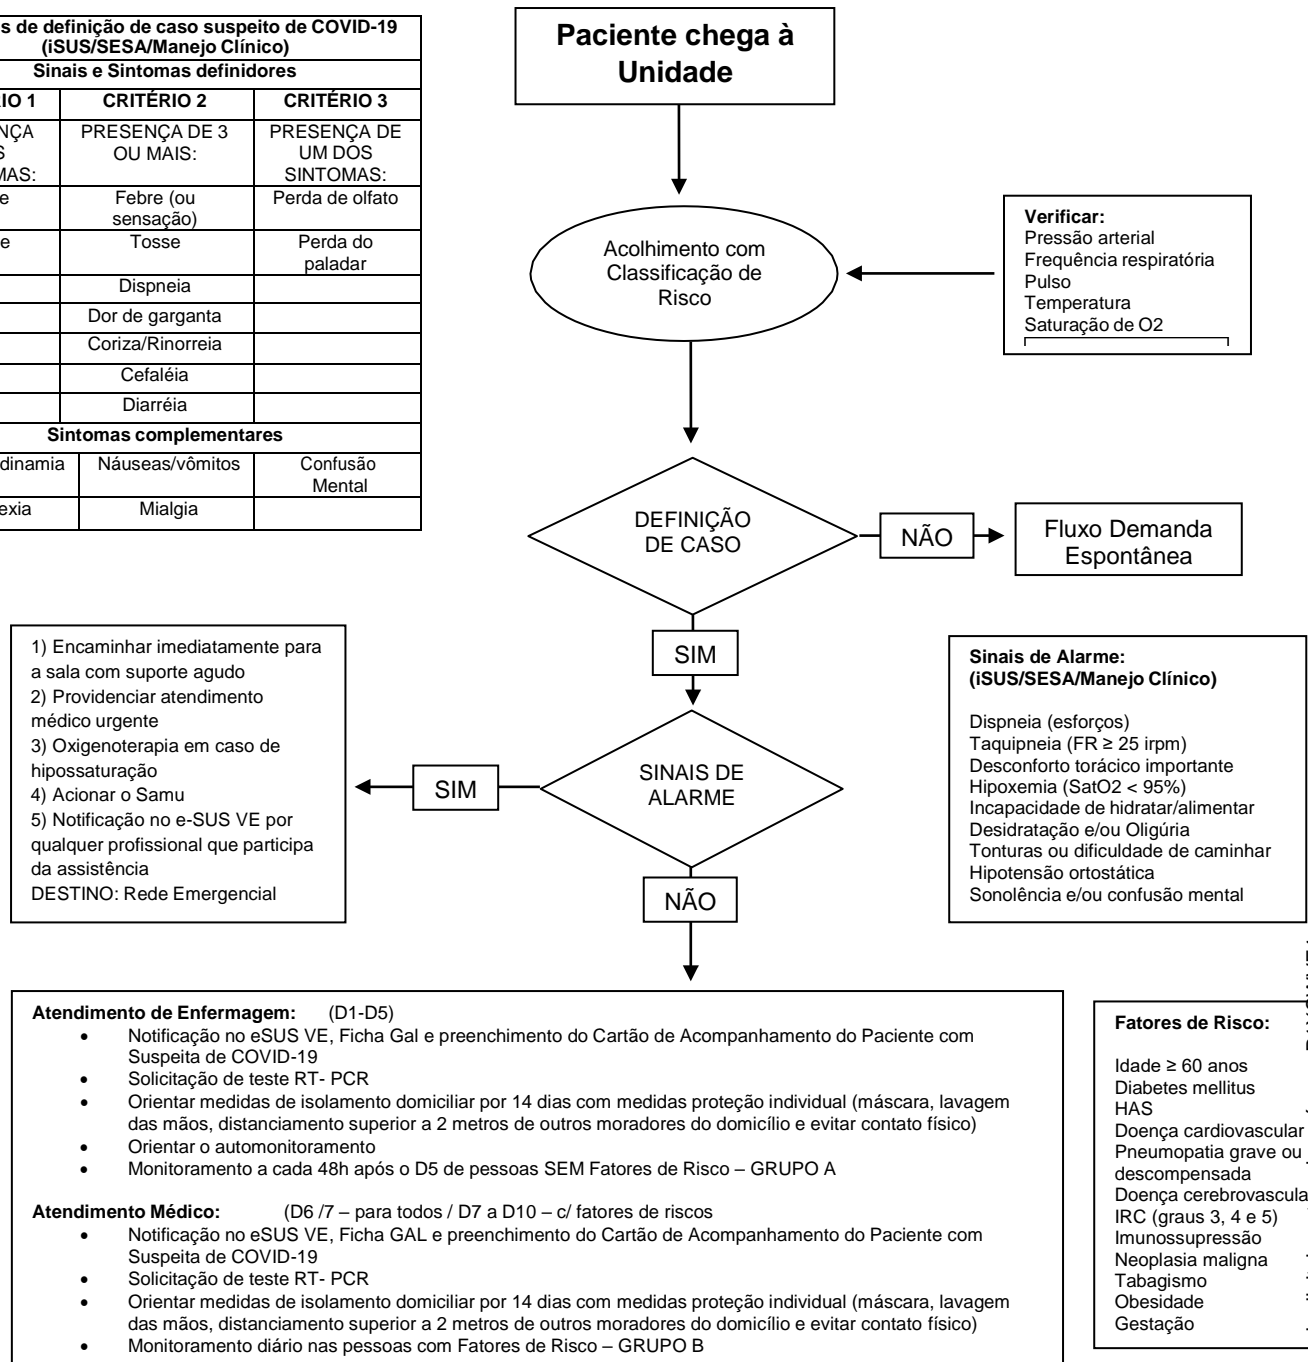 s de definição de caso suspeito de COVID-19
(iSUS/SESA/Manejo Clínico)
Sinais e Sintomas definidores
IO 1 CRITÉRIO 2 CRITÉRIO 3
NÇA PRESENÇA DE 3 PRESENÇA DE
S OU MAIS: UM DOS
MAS: SINTOMAS:
e Febre (ou Perda de olfato
sensação)
e Tosse Perda do
paladar
Dispneia
Dor de garganta
Coriza/Rinorreia
Cefaléia
Diarréia
Sintomas complementares
dinamia Náuseas/vômitos Confusão
Mental
exia Mialgia
Paciente chega à
Unidade
Acolhimento com
Classificação de
Risco
Verificar:
Pressão arterial
Frequência respiratória
Pulso
Temperatura
Saturação de O2
DEFINIÇÃO
DE CASO
NÃO
Fluxo Demanda
Espontânea
SIM
1) Encaminhar imediatamente para
a sala com suporte agudo
2) Providenciar atendimento
médico urgente
3) Oxigenoterapia em caso de
hipossaturação
4) Acionar o Samu
5) Notificação no e-SUS VE por
qualquer profissional que participa
da assistência
DESTINO: Rede Emergencial
SIM
SINAIS DE
ALARME
Sinais de Alarme:
(iSUS/SESA/Manejo Clínico)
Dispneia (esforços)
Taquipneia (FR ≥ 25 irpm)
Desconforto torácico importante
Hipoxemia (SatO2 < 95%)
Incapacidade de hidratar/alimentar
Desidratação e/ou Oligúria
Tonturas ou dificuldade de caminhar
Hipotensão ortostática
Sonolência e/ou confusão mental
NÃO
Atendimento de Enfermagem: (D1-D5)
• Notificação no eSUS VE, Ficha Gal e preenchimento do Cartão de Acompanhamento do Paciente com
Suspeita de COVID-19
• Solicitação de teste RT- PCR
• Orientar medidas de isolamento domiciliar por 14 dias com medidas proteção individual (máscara, lavagem
das mãos, distanciamento superior a 2 metros de outros moradores do domicílio e evitar contato físico)
• Orientar o automonitoramento
• Monitoramento a cada 48h após o D5 de pessoas SEM Fatores de Risco – GRUPO A
Atendimento Médico: (D6 /7 – para todos / D7 a D10 – c/ fatores de riscos
• Notificação no eSUS VE, Ficha GAL e preenchimento do Cartão de Acompanhamento do Paciente com
Suspeita de COVID-19
• Solicitação de teste RT- PCR
• Orientar medidas de isolamento domiciliar por 14 dias com medidas proteção individual (máscara, lavagem
das mãos, distanciamento superior a 2 metros de outros moradores do domicílio e evitar contato físico)
• Monitoramento diário nas pessoas com Fatores de Risco – GRUPO B
Fatores de Risco:
Idade ≥ 60 anos
Diabetes mellitus
HAS
Doença cardiovascular
Pneumopatia grave ou
descompensada
Doença cerebrovascula
IRC (graus 3, 4 e 5)
Imunossupressão
Neoplasia maligna
Tabagismo
Obesidade
Gestação